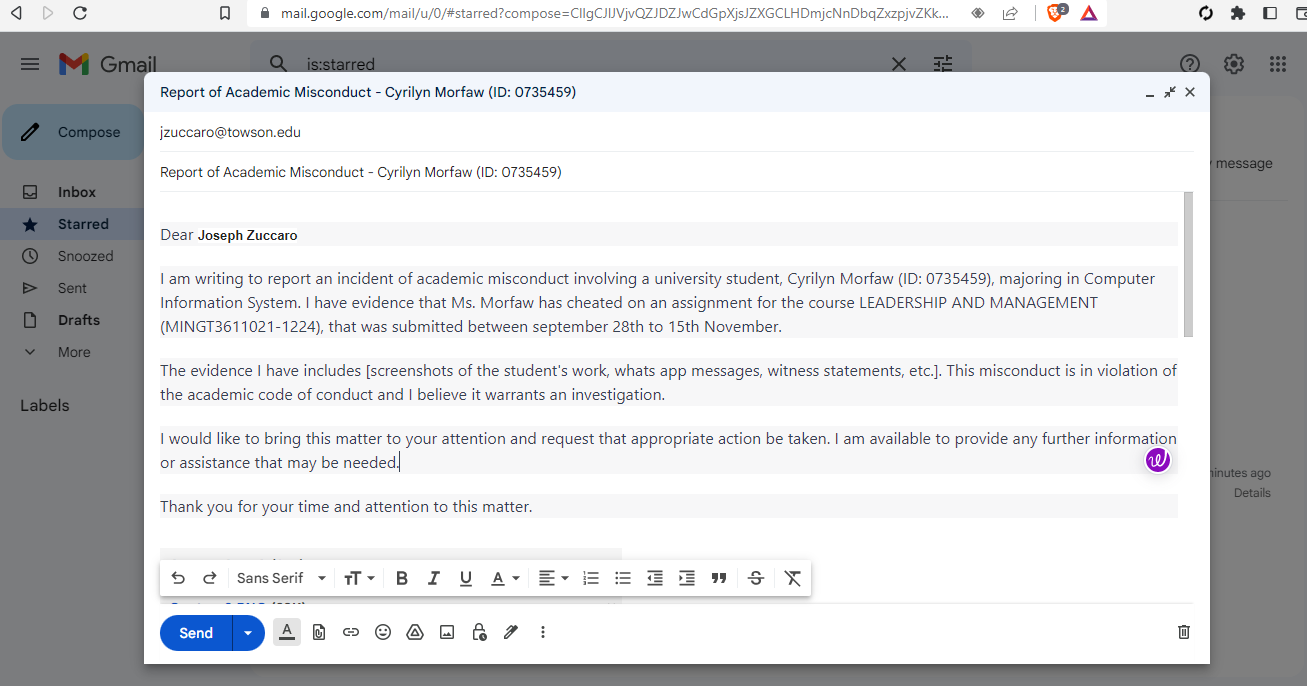 mail.google.com/mail/u/0/#starred?compose=CllgCJlJVjvQZJDZJwCdGpXjsJZXGCLHDmjcNnDbqZxzpjvZKk...
2
Gmail
is:starred
Report of Academic Misconduct - Cyrilyn Morfaw (ID: 0735459)
jzuccaro@towson.edu
Compose
Report of Academic Misconduct - Cyrilyn Morfaw (ID: 0735459)
message
Inbox
Starred
Snoozed
Sent
Drafts
More
Labels
Dear Joseph Zuccaro
I am writing to report an incident of academic misconduct involving a university student, Cyrilyn Morfaw (ID: 0735459), majoring in Computer
Information System. I have evidence that Ms. Morfaw has cheated on an assignment for the course LEADERSHIP AND MANAGEMENT
(MINGT3611021-1224), that was submitted between september 28th to 15th November.
The evidence I have includes [screenshots of the student's work, whats app messages, witness statements, etc.]. This misconduct is in violation of
the academic code of conduct and I believe it warrants an investigation.
I would like to bring this matter to your attention and request that appropriate action be taken. I am available to provide any further information
or assistance that may be needed.
minutes ago
Details
Thank you for your time and attention to this matter.
Sans Serif
Send